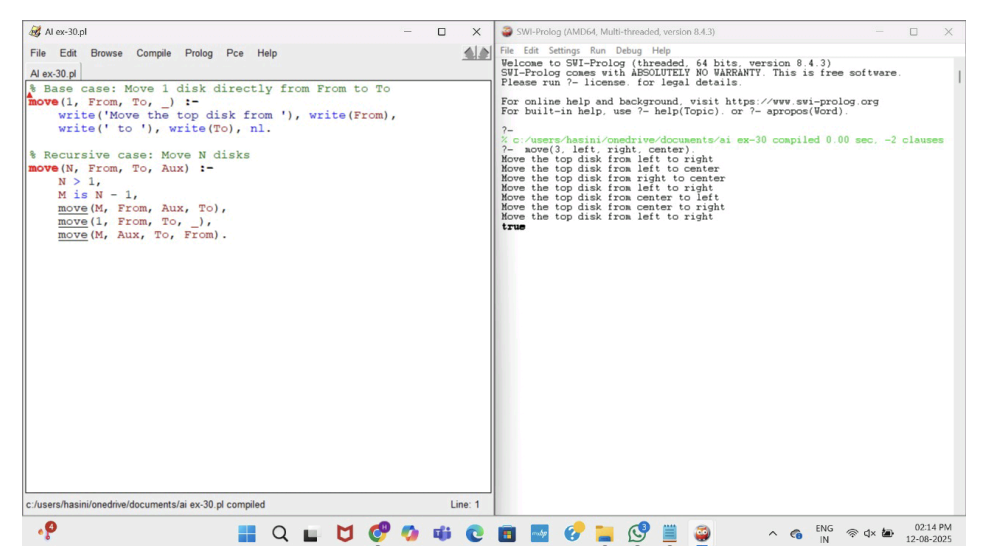 AI ex-30.pl
File Edit Browse Compile Prolog Pce Help
AI ex-30.pl
% Base case: Move 1 disk directly from From to To
move(1, From, To, _) :-
    write('Move the top disk from '), write(From),
    write(' to '), write(To), nl.
% Recursive case: Move N disks
move(N, From, To, Aux) :-
    N > 1,
    M is N - 1,
    move(M, From, Aux, To),
    move(1, From, To, _),
    move(M, Aux, To, From).
c:/users/hasini/onedrive/documents/ai ex-30.pl compiled
Line: 1
SWI-Prolog (AMD64, Multi-threaded, version 8.4.3)
File Edit Settings Run Debug Help
Welcome to SWI-Prolog (threaded, 64 bits, version 8.4.3)
SWI-Prolog comes with ABSOLUTELY NO WARRANTY. This is free software.
Please run ?- license. for legal details.
For online help and background, visit https://www.swi-prolog.org
For built-in help, use ?- help(Topic). or ?- apropos(Word).
?-
% c:/users/hasini/onedrive/documents/ai ex-30 compiled 0.00 sec, -2 clauses
?- move(3, left, right, center).
Move the top disk from left to right
Move the top disk from left to center
Move the top disk from right to center
Move the top disk from left to right
Move the top disk from center to left
Move the top disk from center to right
Move the top disk from left to right
true
4
ENG
IN
02:14 PM
12-08-2025